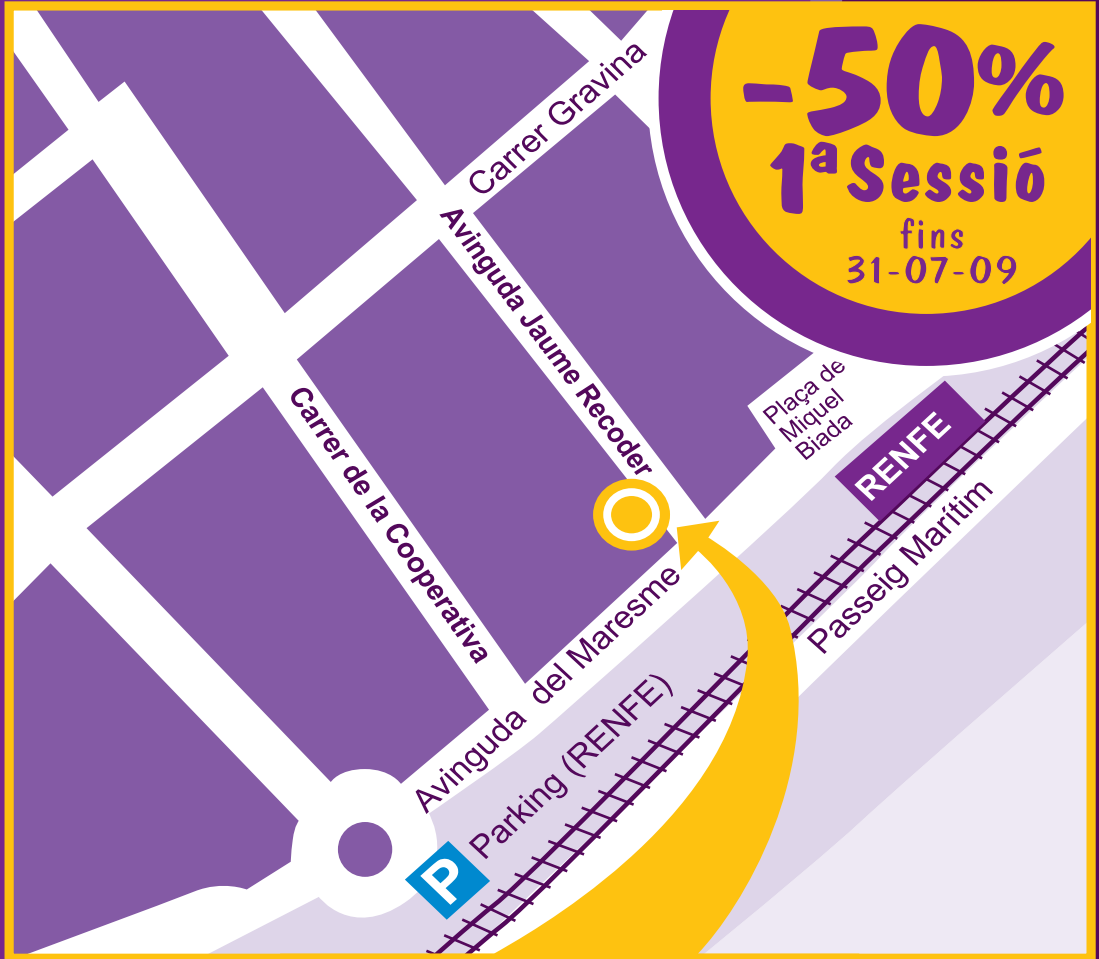 -50%
1ª Sessió
fins
31-07-09
Carrer Gravina
Avinguda Jaume Recoder
Plaça de
Miquel
Biada
RENFE
Carrer de la Cooperativa
Passeig Marítim
Avinguda del Maresme
Parking (RENFE)
P